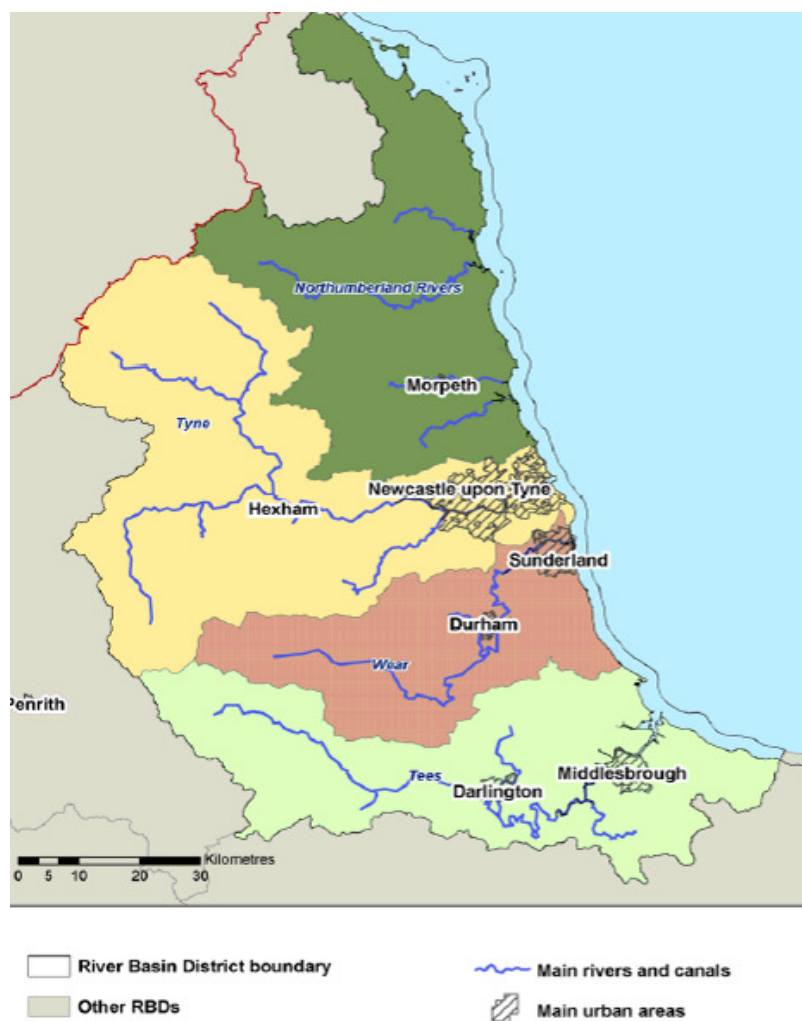 Northumberland Rivers
Morpeth
Tyne
Newcastle upon Tyne
Hexham
Sunderland
Durham
Wear
Penrith
Tees
Middlesbrough
Darlington
Kilometres
0 5 10 20 30
River Basin District boundary
Main rivers and canals
Other RBDs
Main urban areas